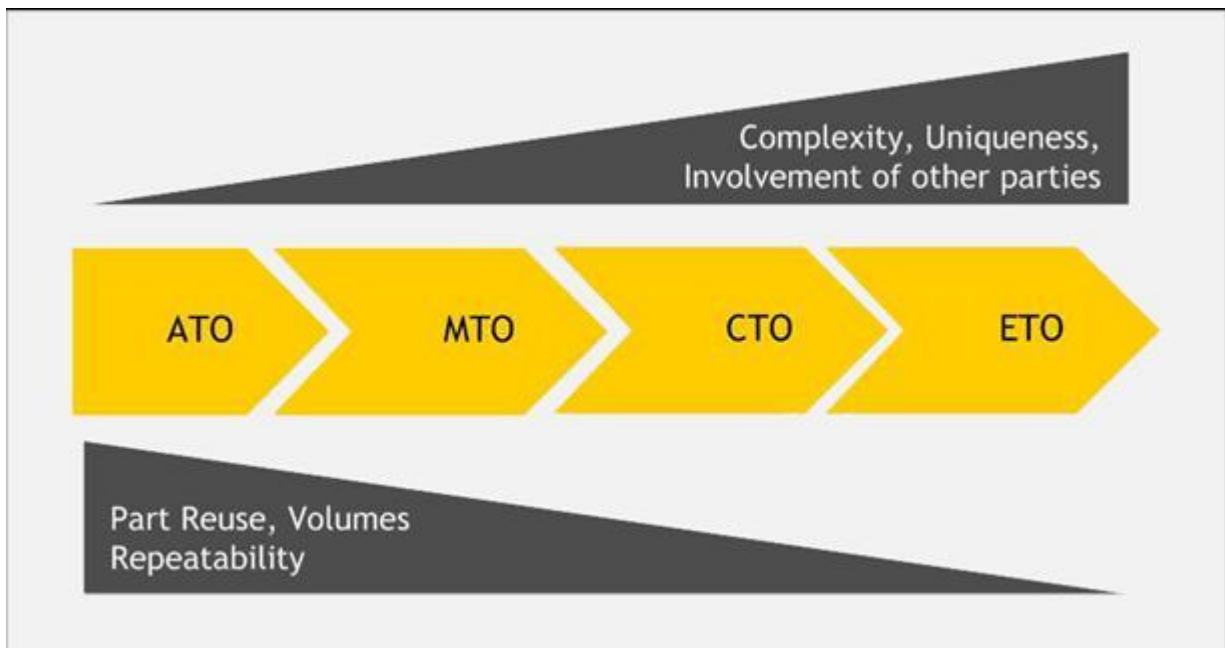 Complexity, Uniqueness,
Involvement of other parties
ATO
MTO
CTO
ETO
Part Reuse, Volumes
Repeatability